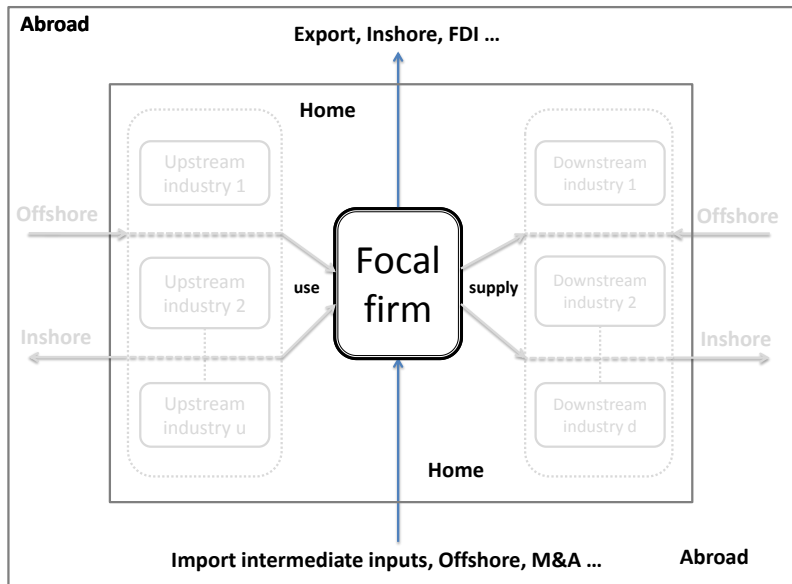 Abroad
Export, Inshore, FDI ...
Home
Upstream
industry 1
Downstream
industry 1
Offshore
Offshore
Focal
firm
use
supply
Upstream
industry 2
Downstream
industry 2
Inshore
Inshore
Upstream
industry u
Downstream
industry d
Home
Import intermediate inputs, Offshore, M&A ...
Abroad